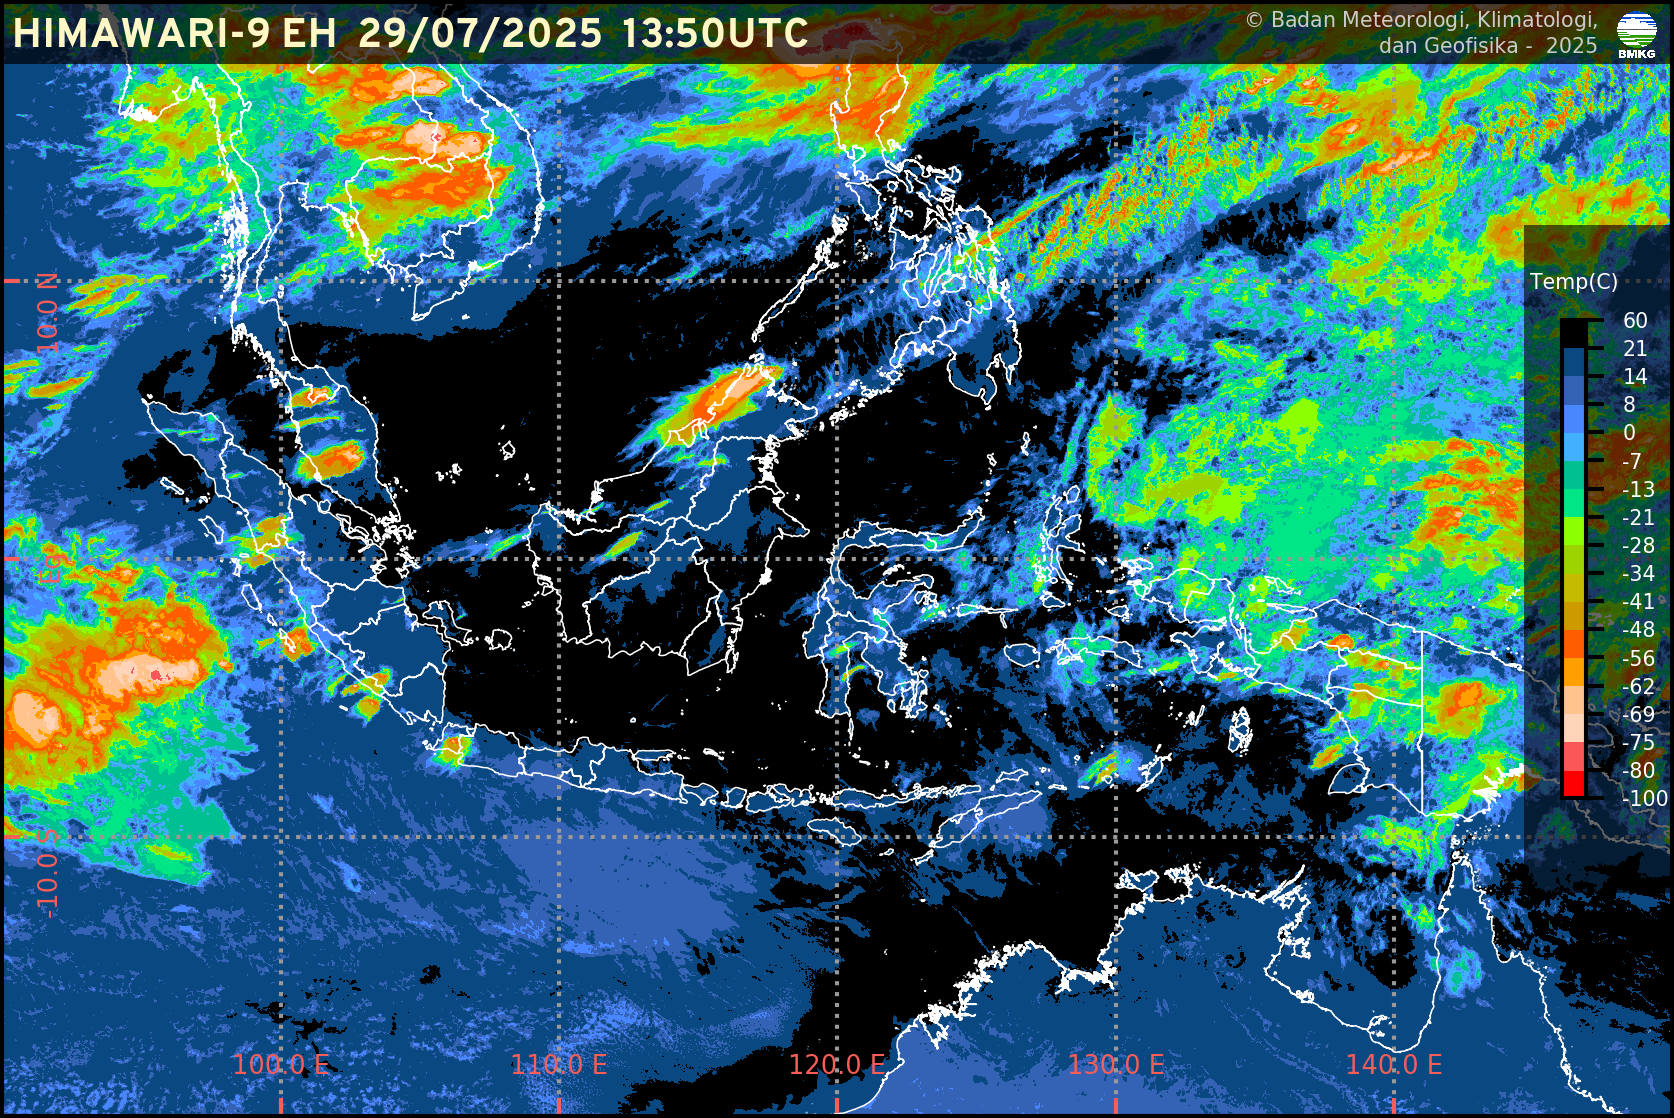 HIMAWARI-9 EH 29/07/2025 13:50UTC
© Badan Meteorologi, Klimatologi,
dan Geofisika - 2025
BMKG
Temp(C)
60
21
14
8
0
-7
-13
-21
-28
-34
-41
-48
-56
-62
-69
-75
-80
-100
10.0 N
Eq
-10.0 S
100.0 E
110.0 E
120.0 E
130.0 E
140.0 E